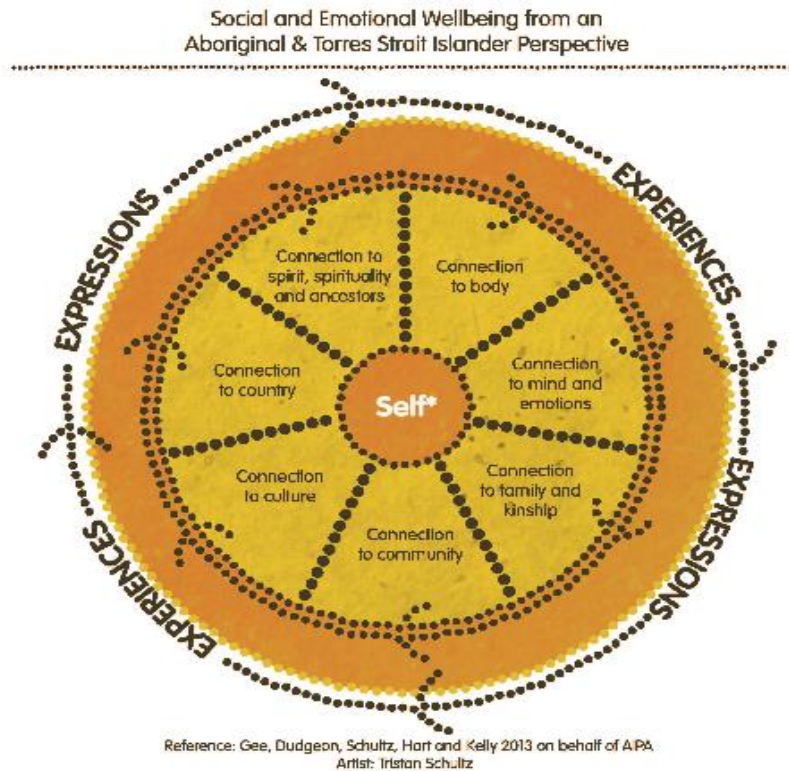 Social and Emotional Wellbeing from an
Aboriginal & Torres Strait Islander Perspective
EXPRESSIONS
EXPERIENCES
Connection to
spirit, spirituality
and ancestors
Connection
to body
Connection
to country
Self*
Connection
to mind and
emotions
Connection
to culture
Connection
to family and
kinship
Connection
to community
EXPERIENCES
EXPRESSIONS
Reference: Gee, Dudgeon, Schultz, Hart and Kelly 2013 on behalf of AIPA
Artist: Tristan Schultz